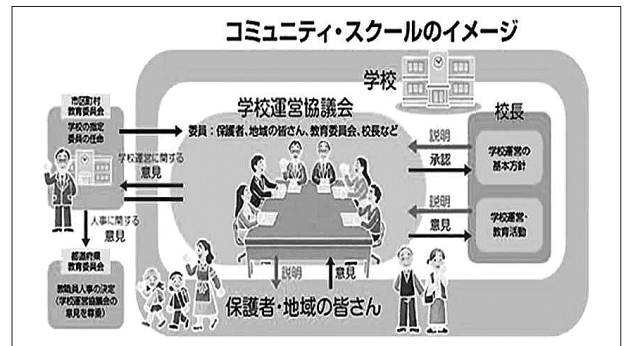 コミュニティ・スクールのイメージ
学校
学校運営協議会
委員：保護者、地域の皆さん、教育委員会、校長など
市区町村
教育委員会
学校の指定
委員の任命
学校運営に関する
意見
人事に関する
意見
都道府県
教育委員会
教職員人事の決定
(学校運営協議会の
意見を尊重)
校長
説明
承認
学校運営の
基本方針
説明
意見
学校運営・
教育活動
説明
意見
保護者・地域の皆さん